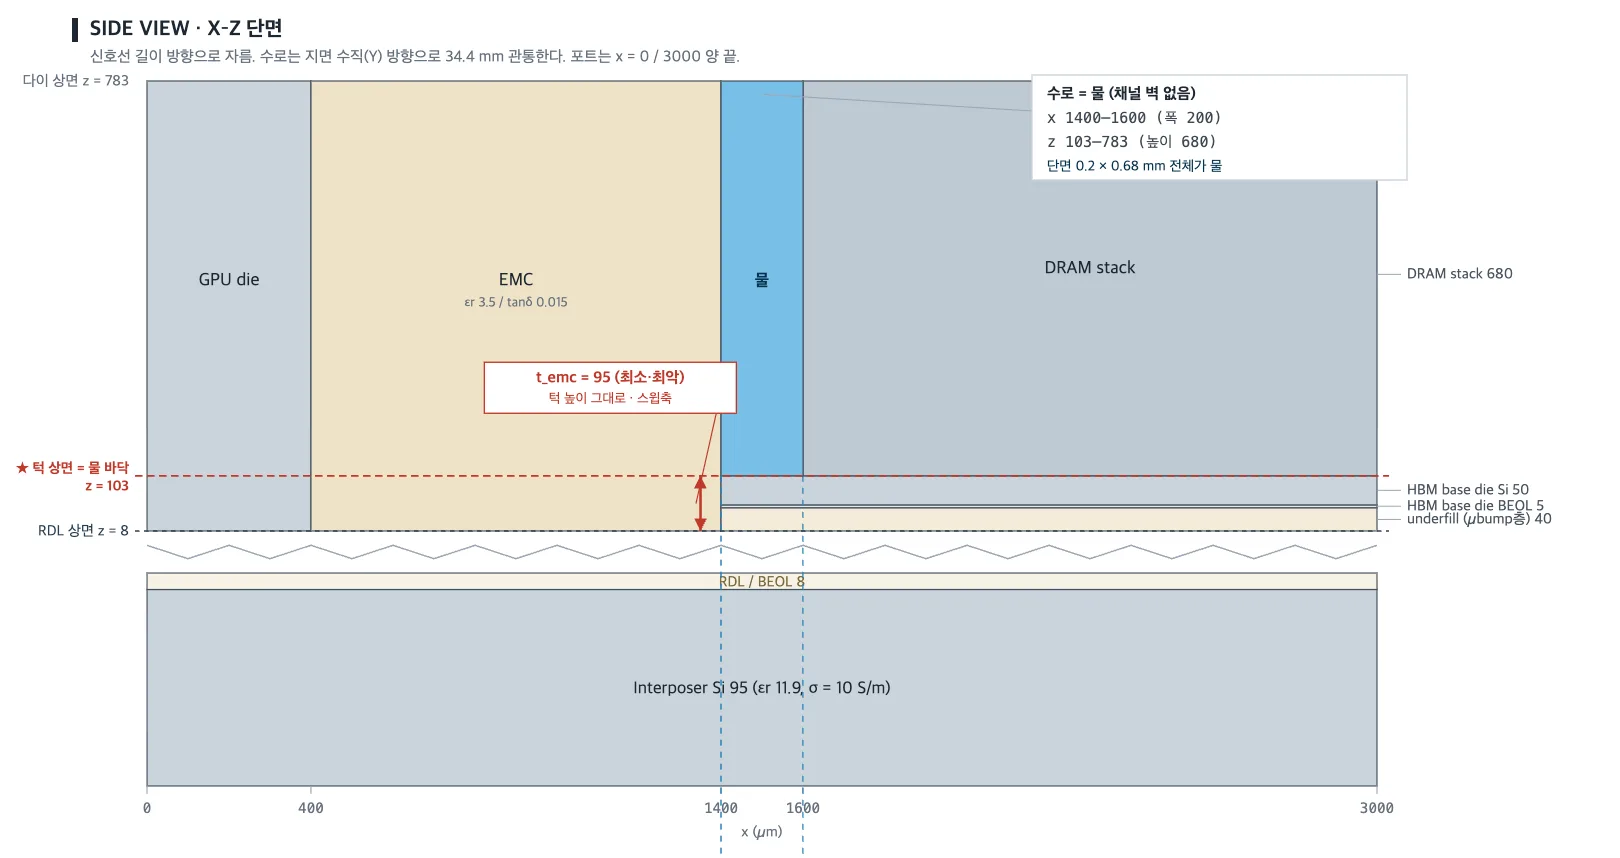 SIDE VIEW · X-Z 단면
신호선 길이 방향으로 자름. 수로는 지면 수직(Y) 방향으로 34.4 mm 관통한다. 포트는 x = 0 / 3000 양 끝.
다이 상면 z = 783
수로 = 물 (채널 벽 없음)
x 1400–1600 (폭 200)
z 103–783 (높이 680)
단면 0.2 × 0.68 mm 전체가 물
GPU die
EMC
εr 3.5 / tanδ 0.015
물
DRAM stack
DRAM stack 680
t_emc = 95 (최소·최악)
턱 높이 그대로 · 스윕축
★ 턱 상면 = 물 바닥
z = 103
HBM base die Si 50
HBM base die BEOL 5
underfill (µbump층) 40
RDL 상면 z = 8
RDL / BEOL 8
Interposer Si 95 (εr 11.9, σ = 10 S/m)
0
400
1400
1600
3000
x (µm)